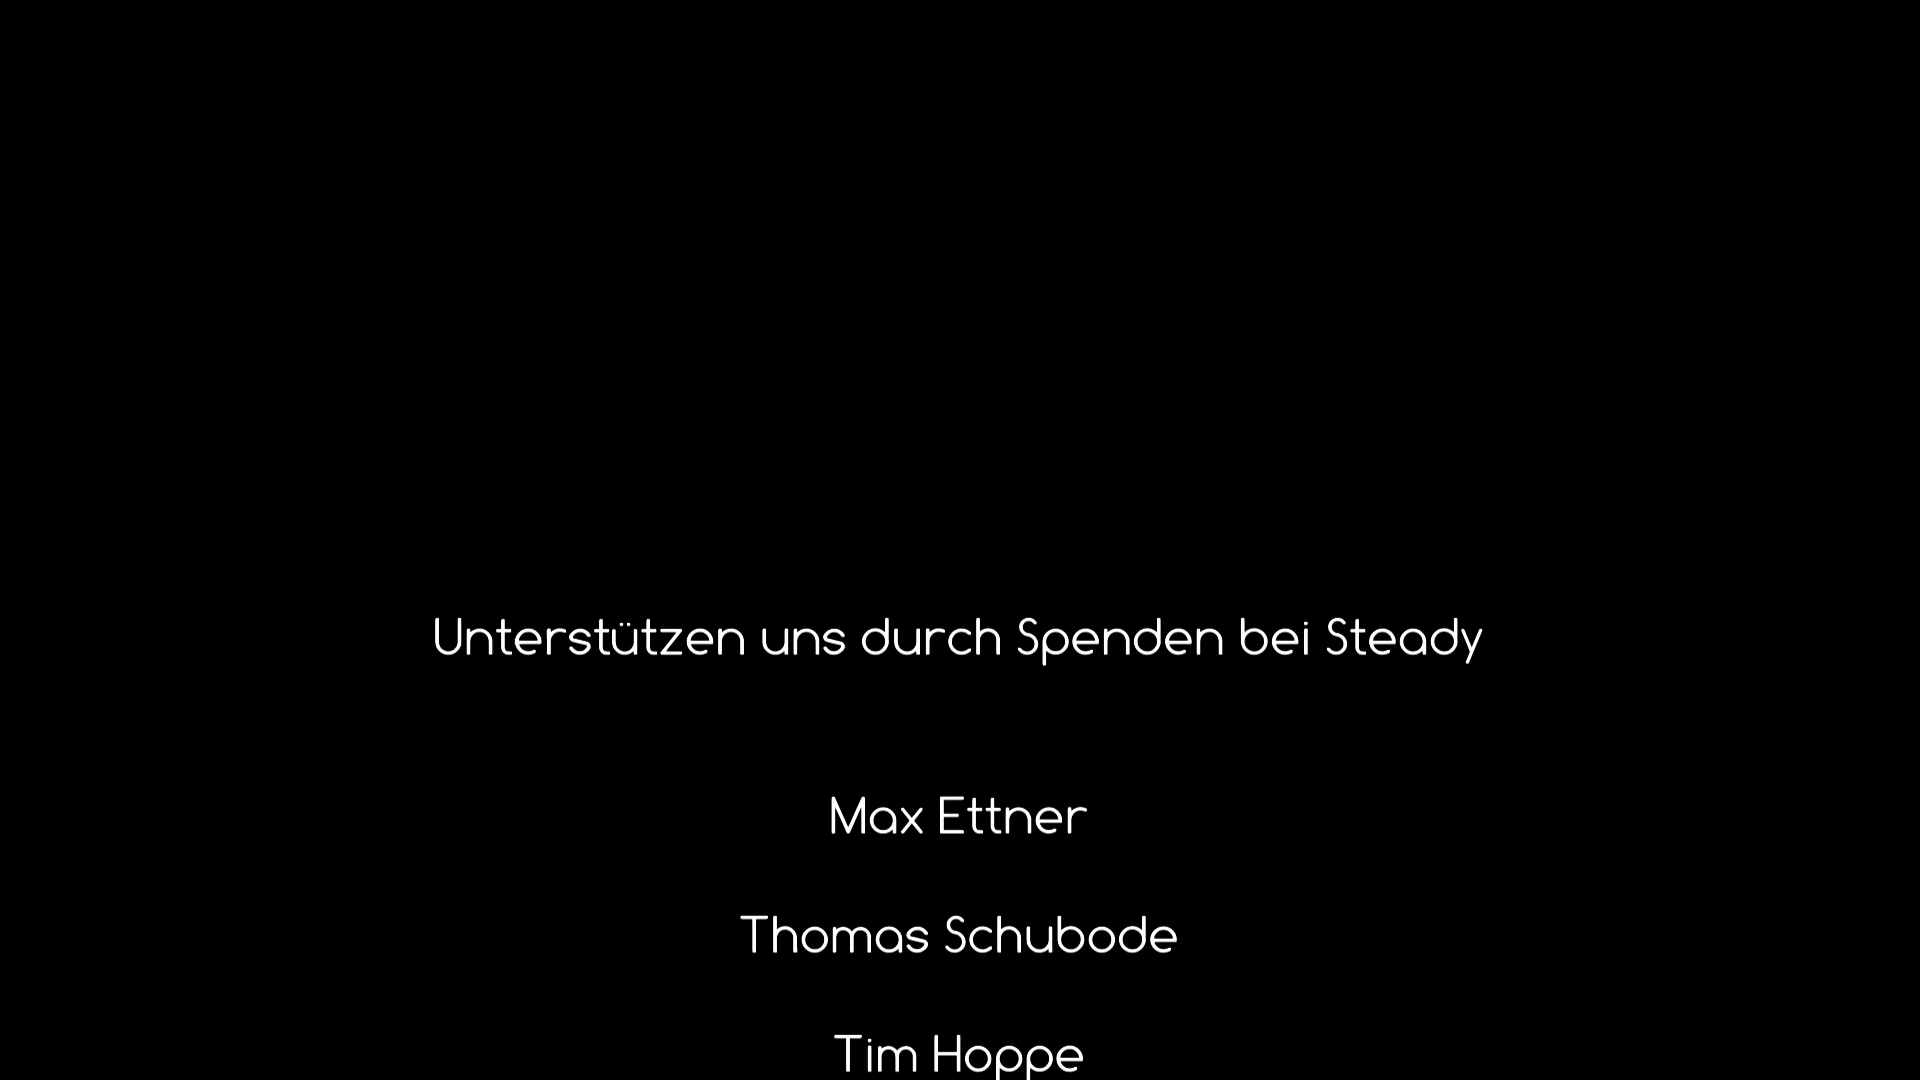 Unterstützen uns durch Spenden bei Steady
Max Ettner
Thomas Schubode
Tim Hoppe